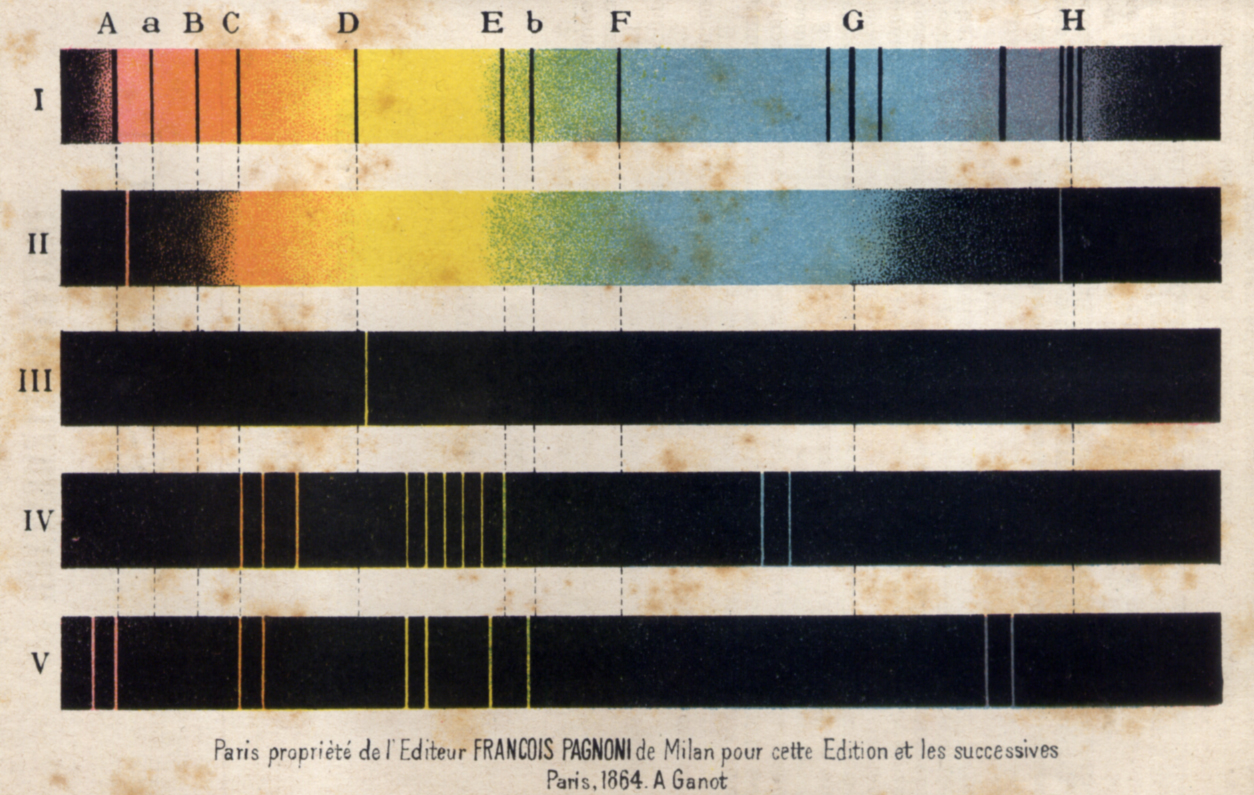 A a B C D E b F G H
I
II
III
IV
V
Paris proprièté de l'Editeur FRANCOIS PAGNONI de Milan pour cette Edition et les successives
Paris, 1864. A Ganot